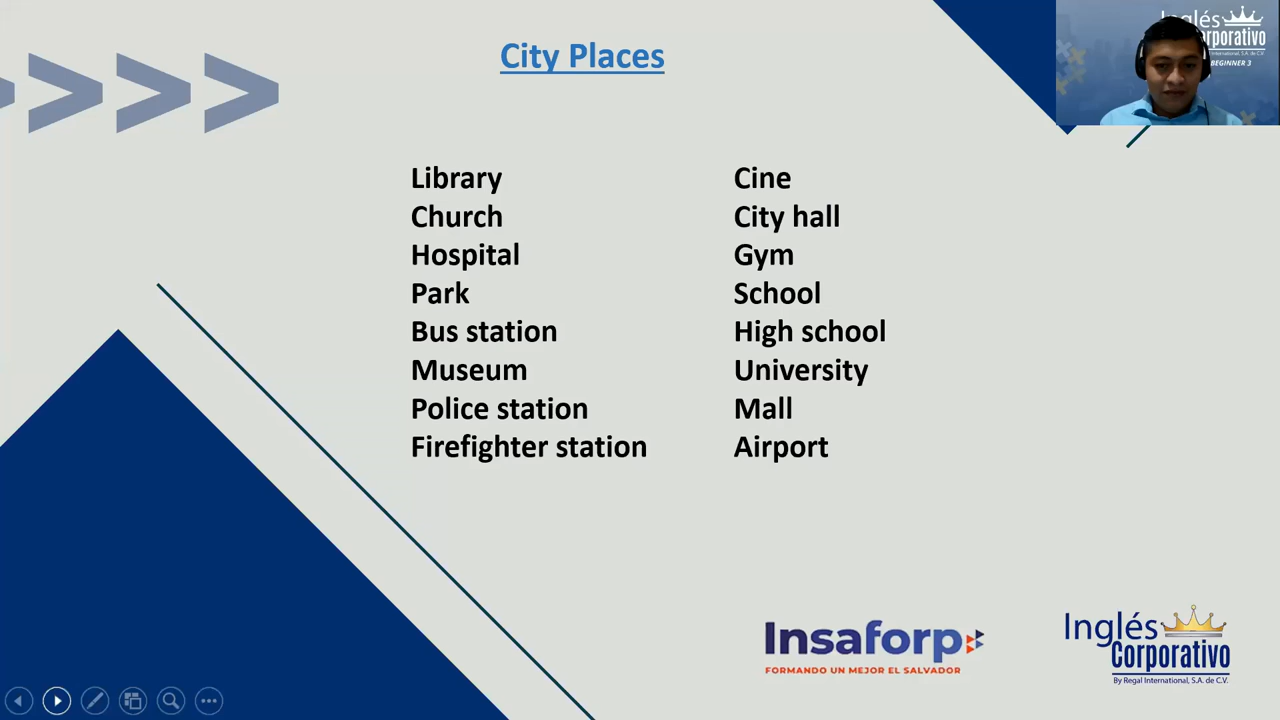 City Places
Inglés
Corporativo
BEGINNER 3
Library
Church
Hospital
Park
Bus station
Museum
Police station
Firefighter station
Cine
City hall
Gym
School
High school
University
Mall
Airport
Insaforp
FORMANDO UN MEJOR EL SALVADOR
Inglés
Corporativo
By Regal International, S.A. de C.V.